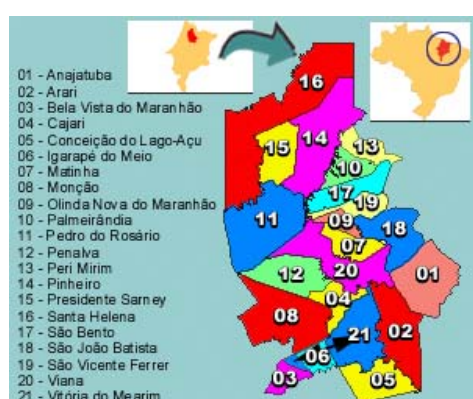 01 - Anajatuba
02 - Arari
03 - Bela Vista do Maranhão
04 - Cajari
05 - Conceição do Lago-Açu
06 - Igarapé do Meio
07 - Matinha
08 - Monção
09 - Olinda Nova do Maranhão
10 - Palmeirândia
11 - Pedro do Rosário
12 - Penalva
13 - Peri Mirim
14 - Pinheiro
15 - Presidente Sarney
16 - Santa Helena
17 - São Bento
18 - São João Batista
19 - São Vicente Ferrer
20 - Viana
21 - Vitória do Mearim
16
14
15
13
10
17
19
11
09
18
07
20
01
12
04
08
21
02
06
03
05